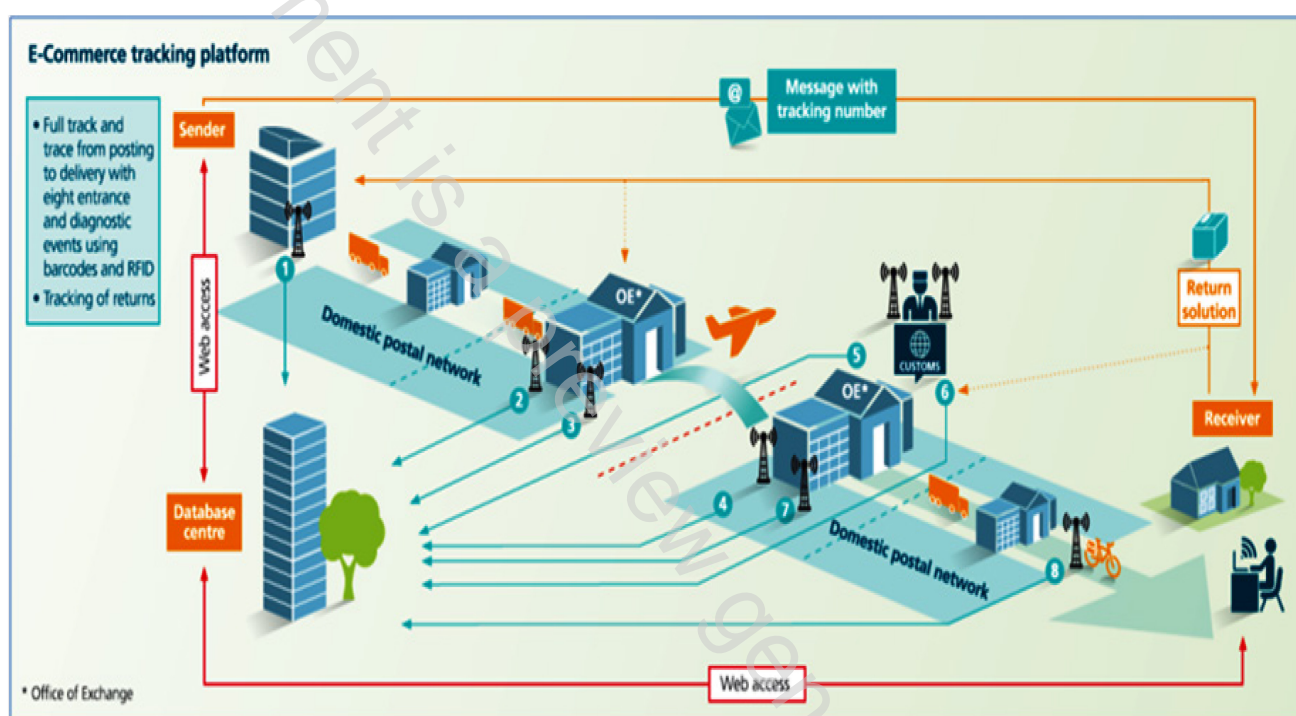 E-Commerce tracking platform
• Full track and
trace from posting
to delivery with
eight entrance
and diagnostic
events using
barcodes and RFID
• Tracking of returns
Sender
@
Message with
tracking number
Web access
1
OE*
Domestic postal network
2
3
5
CUSTOMS
6
OE*
Return
solution
Receiver
Database
centre
4
7
Domestic postal network
8
Web access
* Office of Exchange